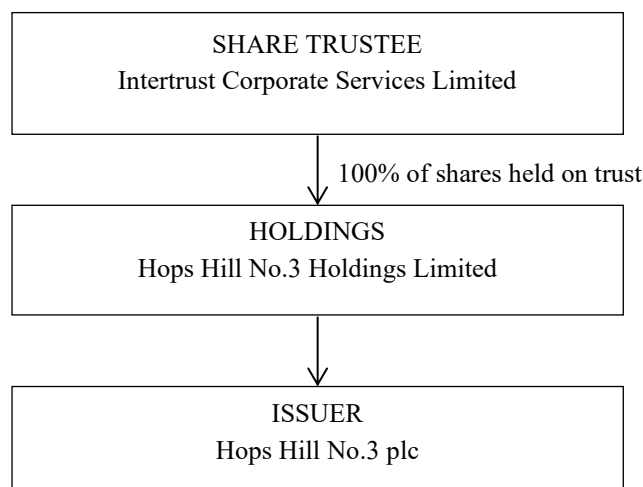 SHARE TRUSTEE
Intertrust Corporate Services Limited
100% of shares held on trust
HOLDINGS
Hops Hill No.3 Holdings Limited
ISSUER
Hops Hill No.3 plc